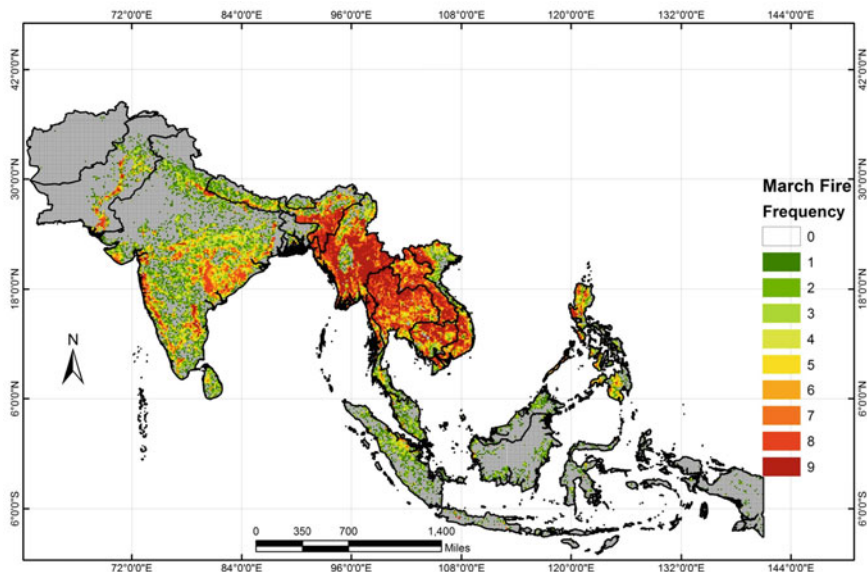 72°0'0"E 84°0'0"E 96°0'0"E 108°0'0"E 120°0'0"E 132°0'0"E 144°0'0"E
42°0'0"N 42°0'0"N
30°0'0"N 30°0'0"N
18°0'0"N 18°0'0"N
6°0'0"N 6°0'0"N
6°0'0"S 6°0'0"S
March Fire
Frequency
0
1
2
3
4
5
6
7
8
9
N
0 350 700 1,400
Miles
72°0'0"E 84°0'0"E 96°0'0"E 108°0'0"E 120°0'0"E 132°0'0"E 144°0'0"E